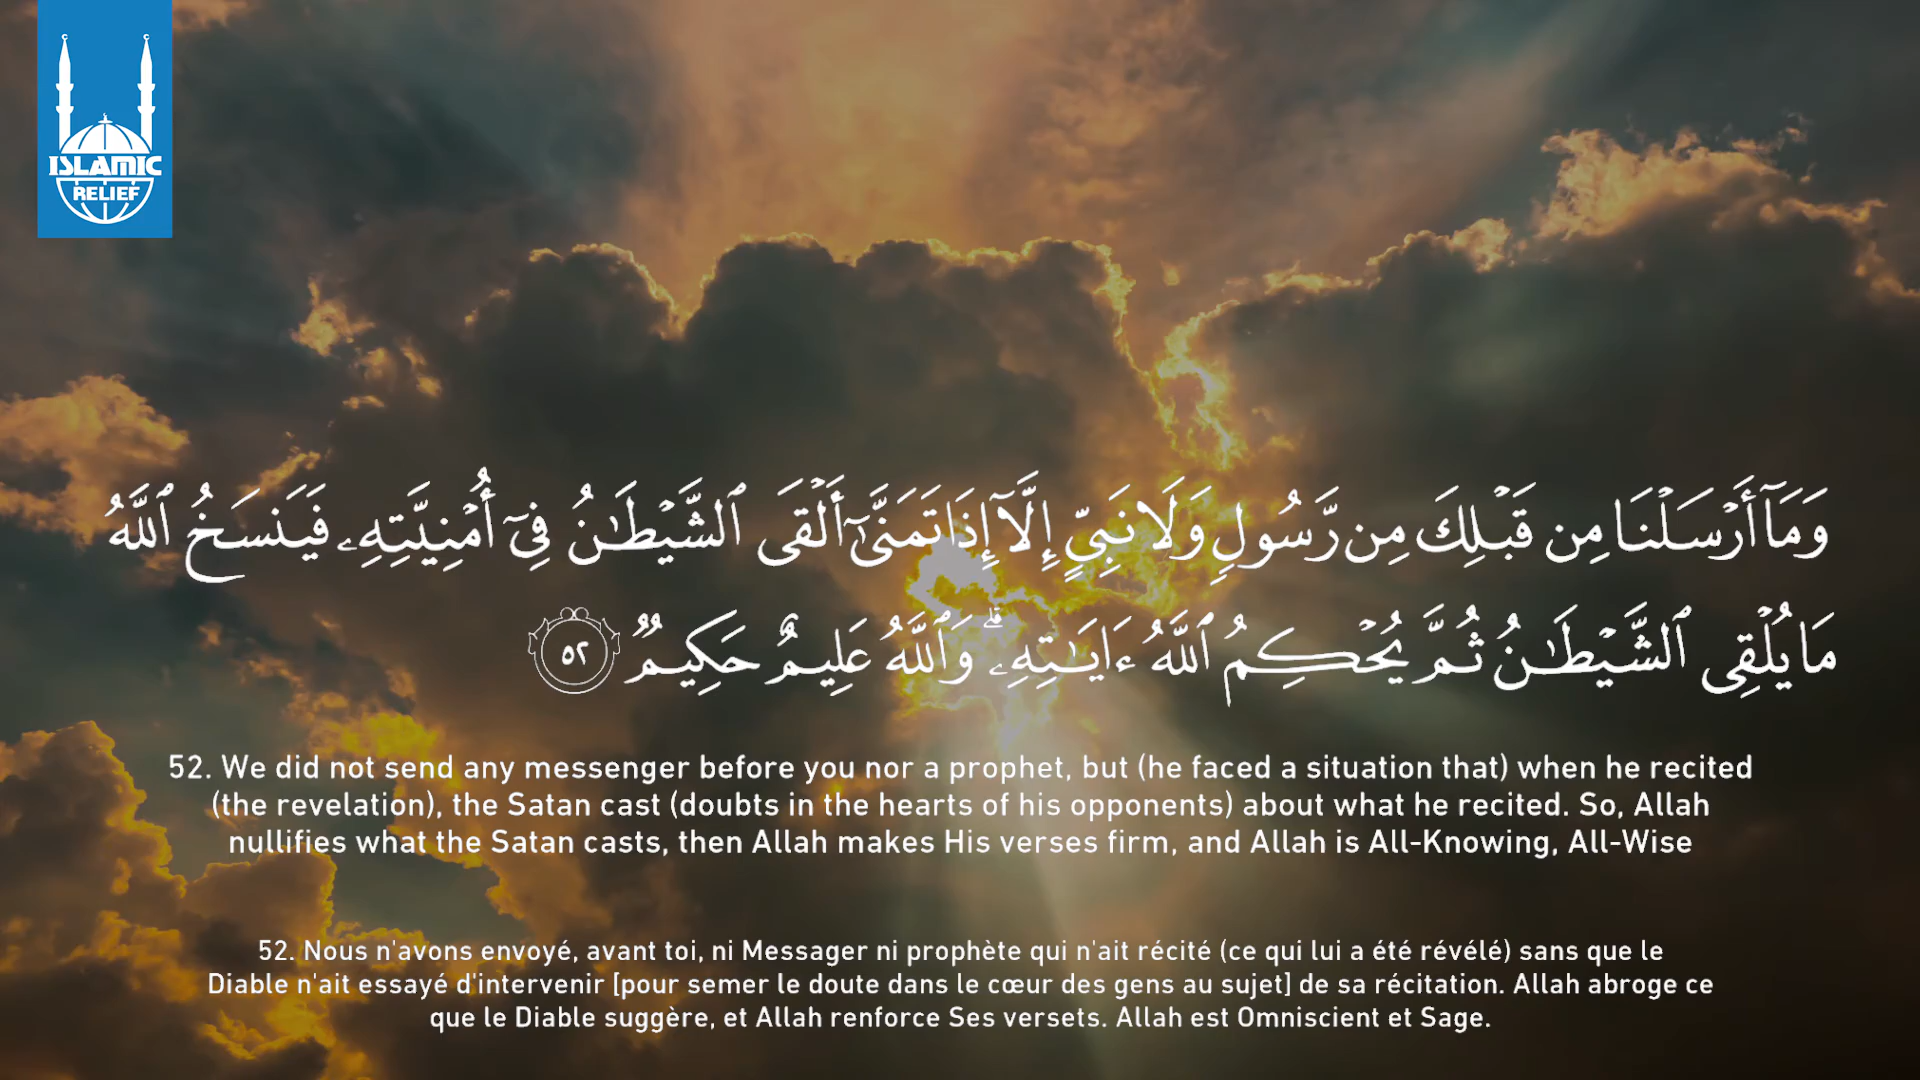 ISLAMIC
RELIEF
وَمَآ أَرْسَلْنَا مِن قَبْلِكَ مِن رَّسُولٍ وَلَا نَبِىٍّ إِلَّآ إِذَا تَمَنَّىٰٓ أَلْقَى ٱلشَّيْطَٰنُ فِىٓ أُمْنِيَّتِهِۦ فَيَنسَخُ ٱللَّهُ
مَا يُلْقِى ٱلشَّيْطَٰنُ ثُمَّ يُحْكِمُ ٱللَّهُ ءَايَٰتِهِۦ ۗ وَٱللَّهُ عَلِيمٌ حَكِيمٌ ٥٢
52. We did not send any messenger before you nor a prophet, but (he faced a situation that) when he recited
(the revelation), the Satan cast (doubts in the hearts of his opponents) about what he recited. So, Allah
nullifies what the Satan casts, then Allah makes His verses firm, and Allah is All-Knowing, All-Wise
52. Nous n'avons envoyé, avant toi, ni Messager ni prophète qui n'ait récité (ce qui lui a été révélé) sans que le
Diable n'ait essayé d'intervenir [pour semer le doute dans le cœur des gens au sujet] de sa récitation. Allah abroge ce
que le Diable suggère, et Allah renforce Ses versets. Allah est Omniscient et Sage.